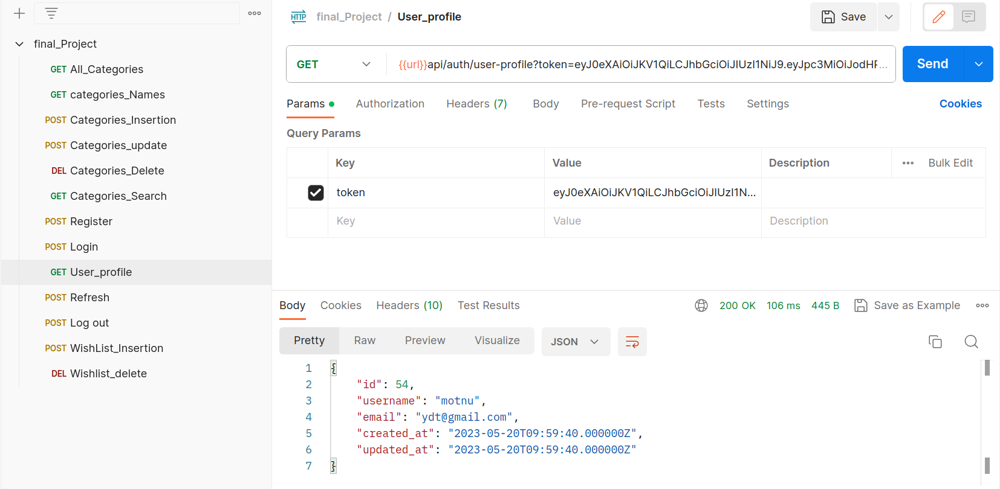 final_Project
GET All_Categories
GET categories_Names
POST Categories_Insertion
POST Categories_update
DEL Categories_Delete
GET Categories_Search
POST Register
POST Login
GET User_profile
POST Refresh
POST Log out
POST WishList_Insertion
DEL Wishlist_delete
HTTP final_Project / User_profile
Save
GET {{url}}api/auth/user-profile?token=eyJ0eXAiOiJKV1QiLCJhbGciOiJIUzI1NiJ9.eyJpc3MiOiJodHR...
Send
Params Authorization Headers (7) Body Pre-request Script Tests Settings Cookies
Query Params
Key Value Description Bulk Edit
token eyJ0eXAiOiJKV1QiLCJhbGciOiJIUzI1N...
Key Value Description
Body Cookies Headers (10) Test Results 200 OK 106 ms 445 B Save as Example
Pretty Raw Preview Visualize JSON
1 {
2 "id": 54,
3 "username": "motnu",
4 "email": "ydt@gmail.com",
5 "created_at": "2023-05-20T09:59:40.000000Z",
6 "updated_at": "2023-05-20T09:59:40.000000Z"
7 }